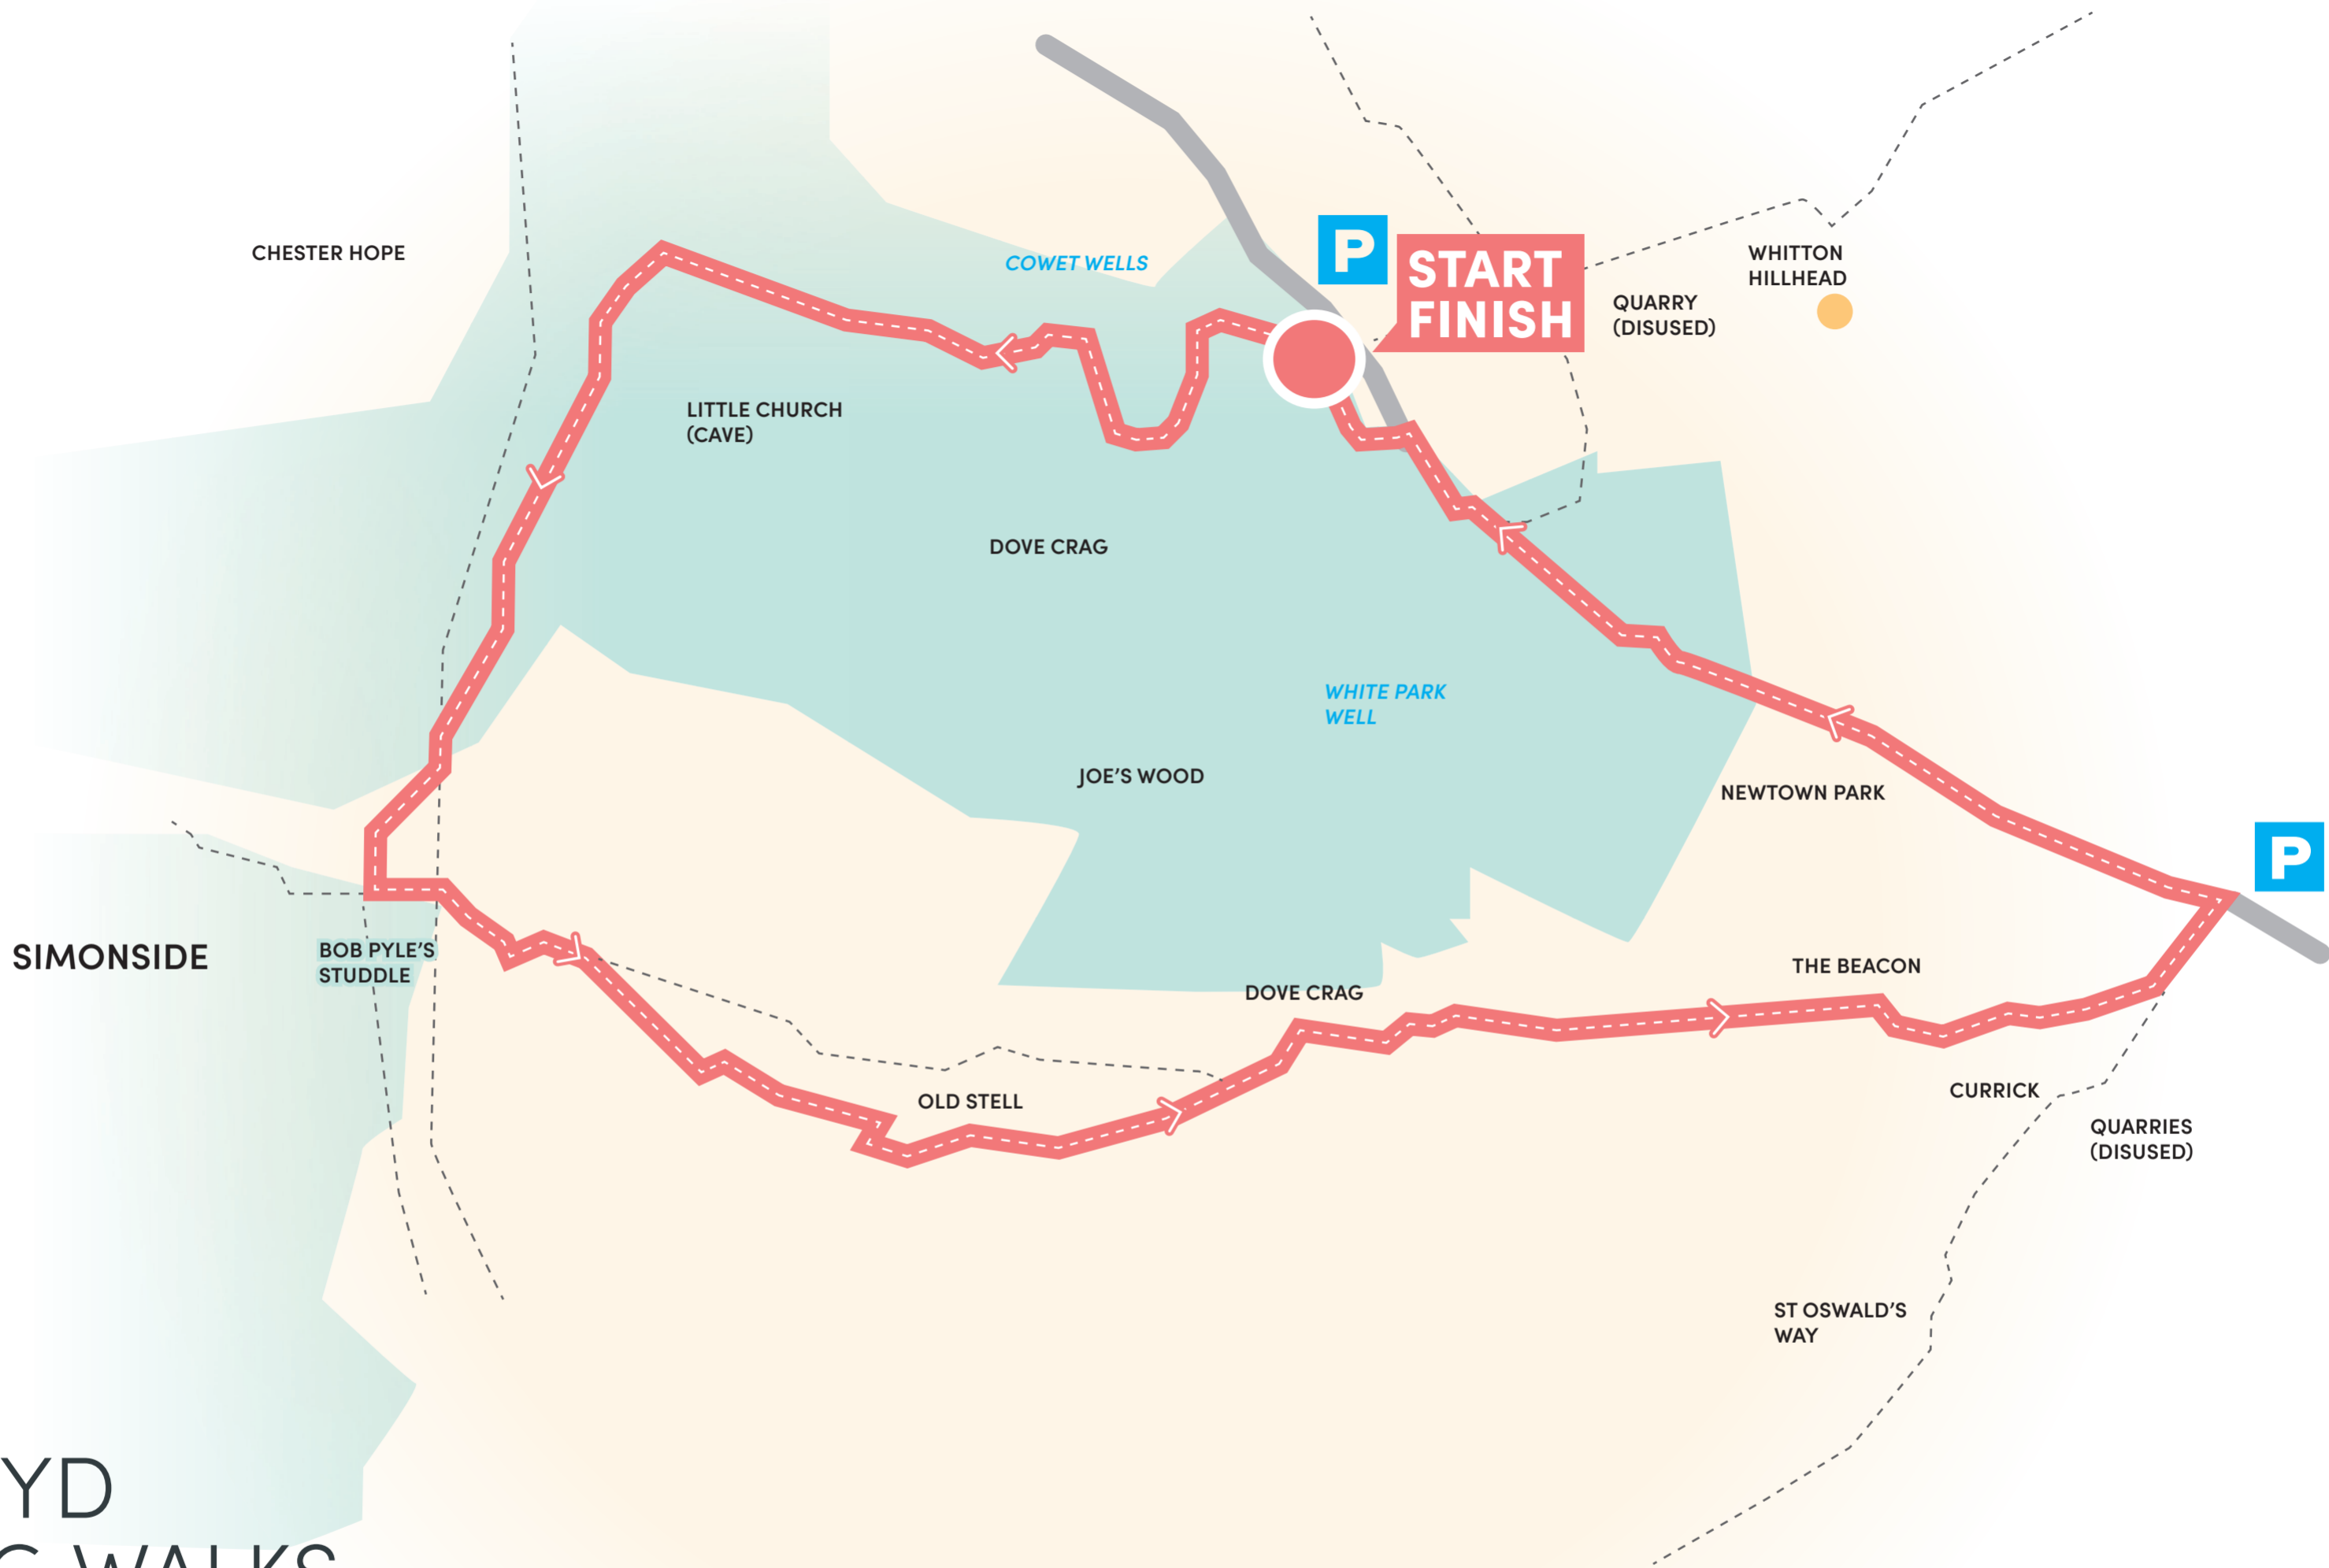 P
START
FINISH
CHESTER HOPE
COWET WELLS
WHITTON
HILLHEAD
QUARRY
(DISUSED)
LITTLE CHURCH
(CAVE)
DOVE CRAG
WHITE PARK
WELL
JOE'S WOOD
NEWTOWN PARK
P
SIMONSIDE
BOB PYLE'S
STUDDLE
THE BEACON
DOVE CRAG
OLD STELL
CURRICK
QUARRIES
(DISUSED)
ST OSWALD'S
WAY
YD
G WALKS